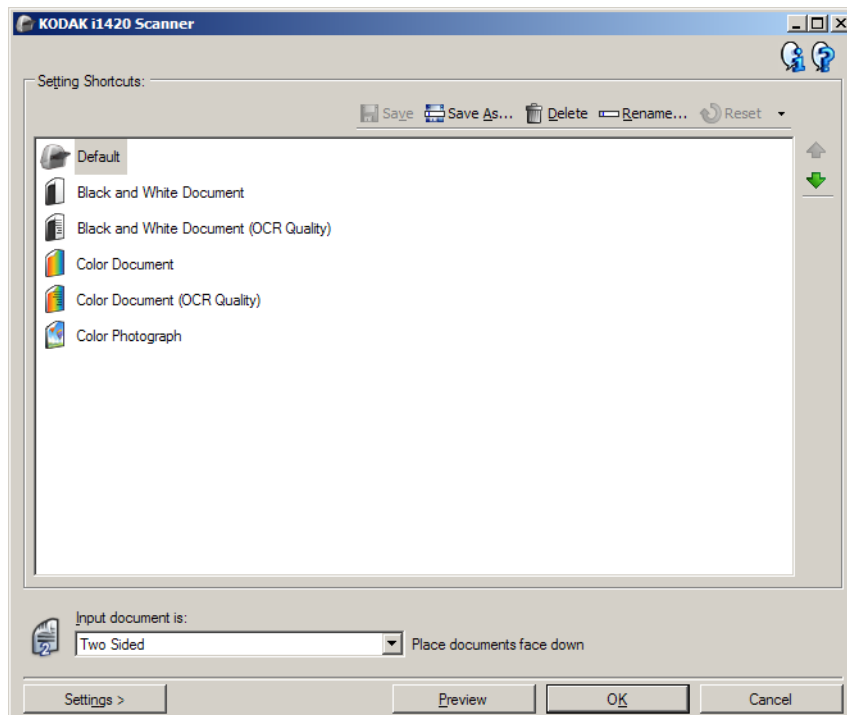 KODAK i1420 Scanner
Setting Shortcuts:
Save Save As... Delete Rename... Reset
Default
Black and White Document
Black and White Document (OCR Quality)
Color Document
Color Document (OCR Quality)
Color Photograph
Input document is:
2 Two Sided Place documents face down
Settings > Preview OK Cancel